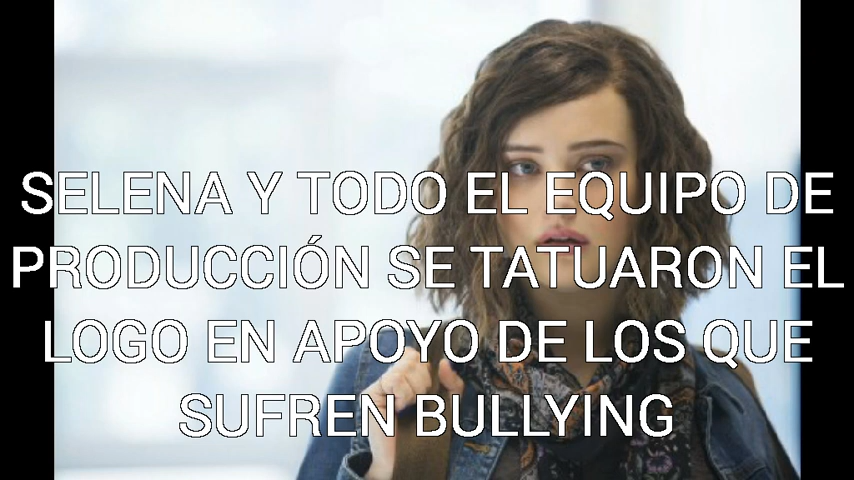 SELENA Y TODO EL EQUIPO DE
PRODUCCIÓN SE TATUARON EL
LOGO EN APOYO DE LOS QUE
SUFREN BULLYING